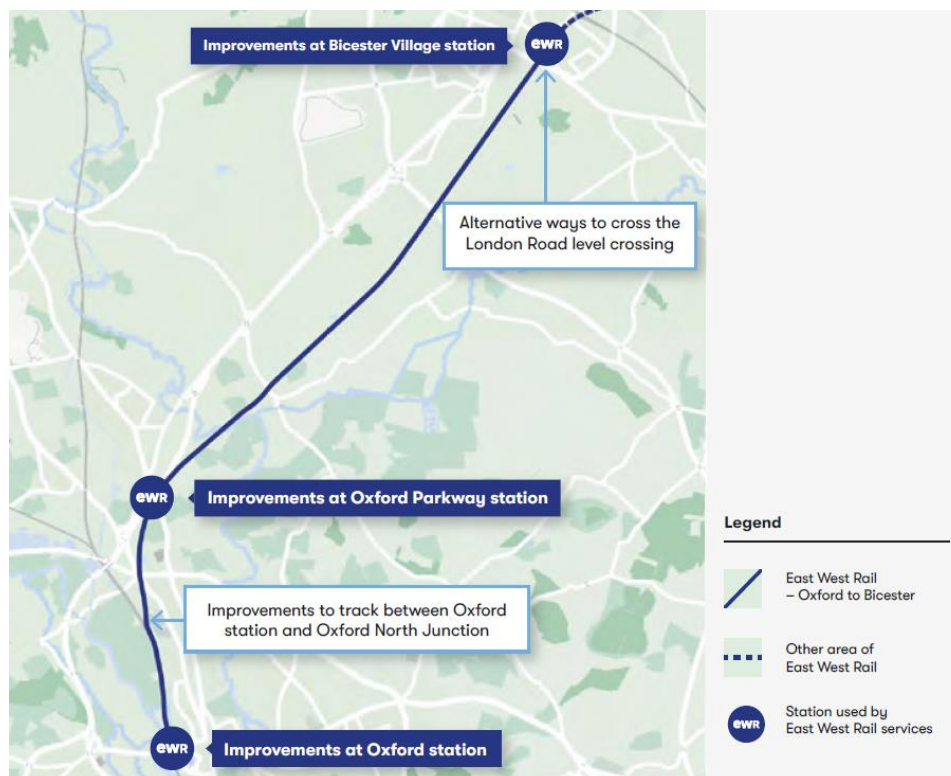 Improvements at Bicester Village station
ewR
Alternative ways to cross the
London Road level crossing
ewR
Improvements at Oxford Parkway station
Improvements to track between Oxford
station and Oxford North Junction
ewR
Improvements at Oxford station
Legend
East West Rail
– Oxford to Bicester
Other area of
East West Rail
ewR
Station used by
East West Rail services